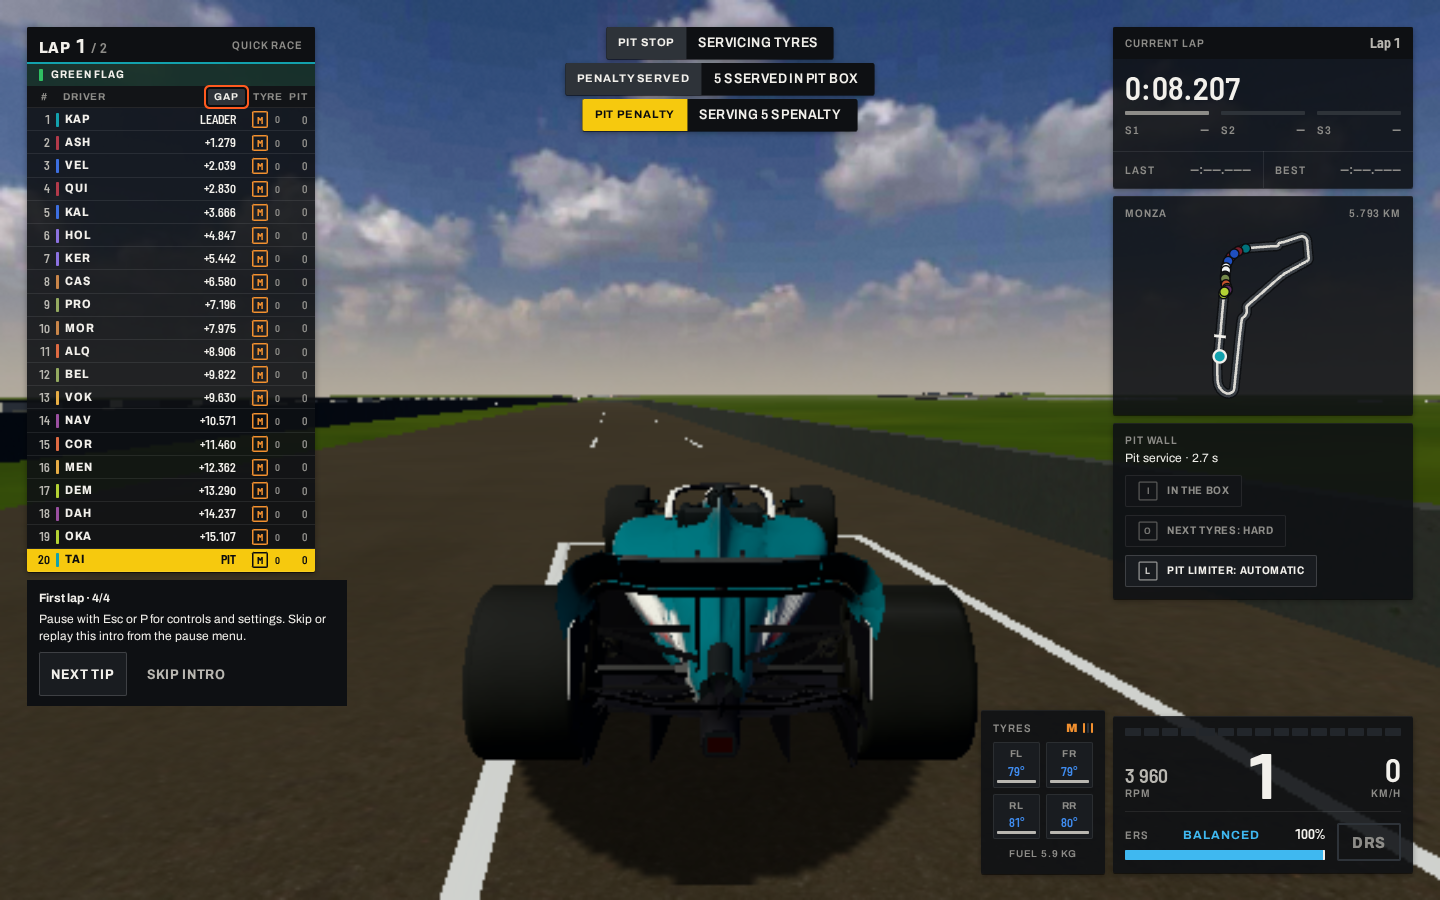 LAP 1 / 2 QUICK RACE
GREEN FLAG
# DRIVER GAP TYRE PIT
1 KAP LEADER M 0 0
2 ASH +1.279 M 0 0
3 VEL +2.039 M 0 0
4 QUI +2.830 M 0 0
5 KAL +3.666 M 0 0
6 HOL +4.847 M 0 0
7 KER +5.442 M 0 0
8 CAS +6.580 M 0 0
9 PRO +7.196 M 0 0
10 MOR +7.975 M 0 0
11 ALQ +8.906 M 0 0
12 BEL +9.822 M 0 0
13 VOK +9.630 M 0 0
14 NAV +10.571 M 0 0
15 COR +11.460 M 0 0
16 MEN +12.362 M 0 0
17 DEM +13.290 M 0 0
18 DAH +14.237 M 0 0
19 OKA +15.107 M 0 0
20 TAI PIT M 0 0
First lap · 4/4
Pause with Esc or P for controls and settings. Skip or
replay this intro from the pause menu.
NEXT TIP SKIP INTRO
PIT STOP SERVICING TYRES
PENALTY SERVED 5 S SERVED IN PIT BOX
PIT PENALTY SERVING 5 S PENALTY
CURRENT LAP Lap 1
0:08.207
S1 – S2 – S3 –
LAST –:––.––– BEST –:––.–––
MONZA 5.793 KM
PIT WALL
Pit service · 2.7 s
I IN THE BOX
O NEXT TYRES: HARD
L PIT LIMITER: AUTOMATIC
TYRES M
FL FR
79° 79°
RL RR
81° 80°
FUEL 5.9 KG
3 960 1 0
RPM KM/H
ERS BALANCED 100% DRS